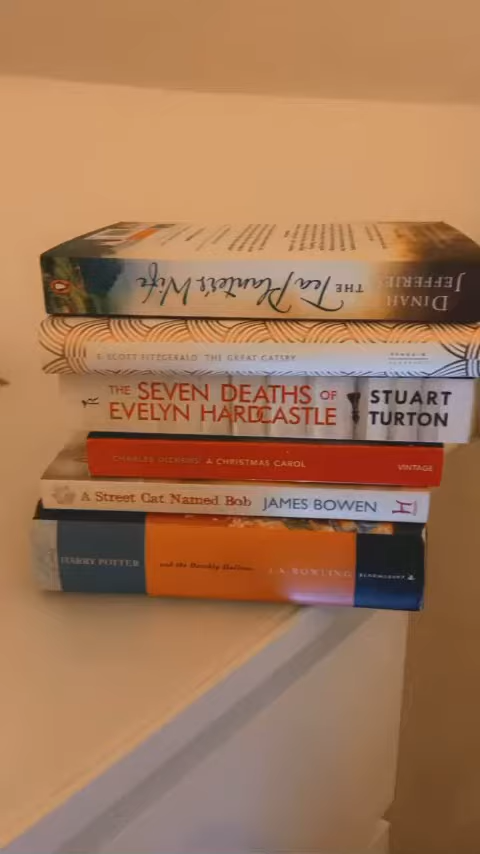 DINAH JEFFERIES THE Tea Planter's Wife
F. SCOTT FITZGERALD THE GREAT GATSBY
THE SEVEN DEATHS OF
EVELYN HARDCASTLE
STUART
TURTON
CHARLES DICKENS A CHRISTMAS CAROL VINTAGE
A Street Cat Named Bob JAMES BOWEN
HARRY POTTER and the Deathly Hallows J.K. ROWLING BLOOMSBURY